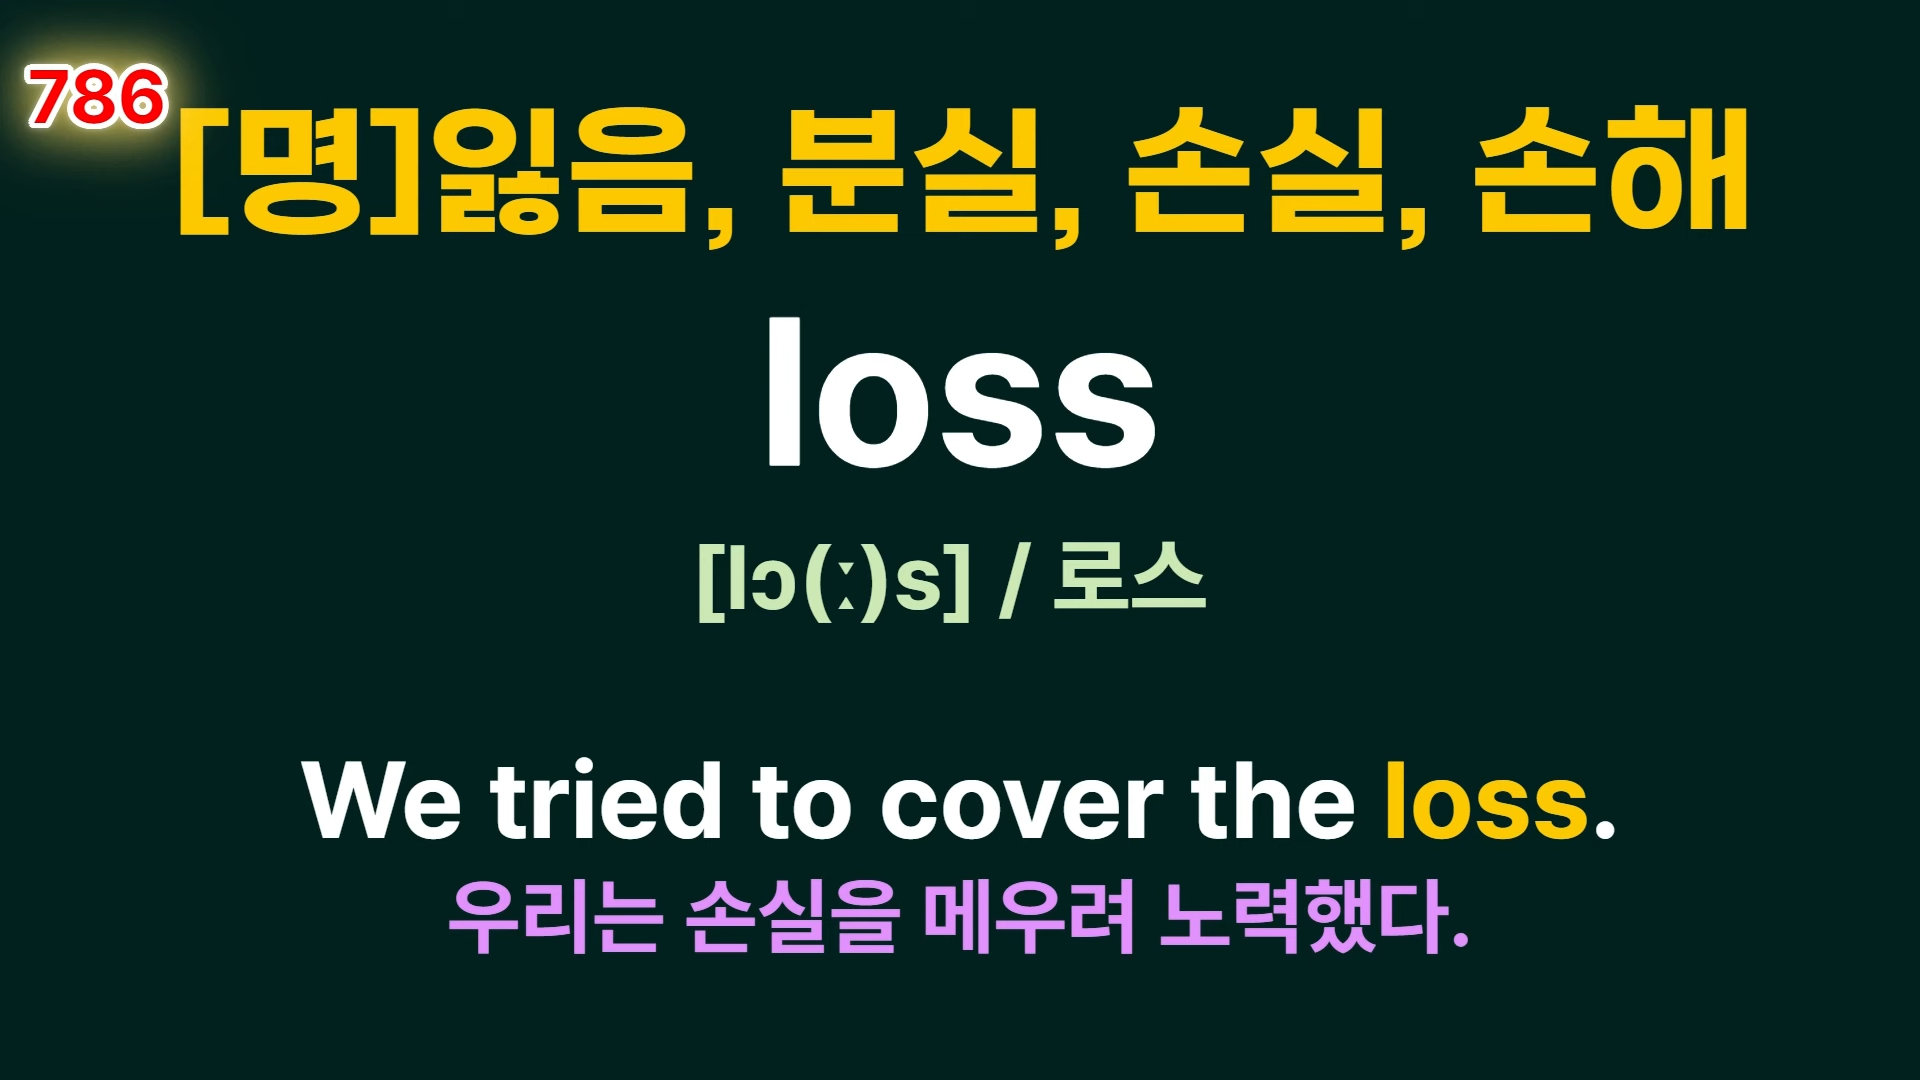 786
[명]잃음, 분실, 손실, 손해
loss
[lɔ(ː)s] / 로스
We tried to cover the loss.
우리는 손실을 메우려 노력했다.